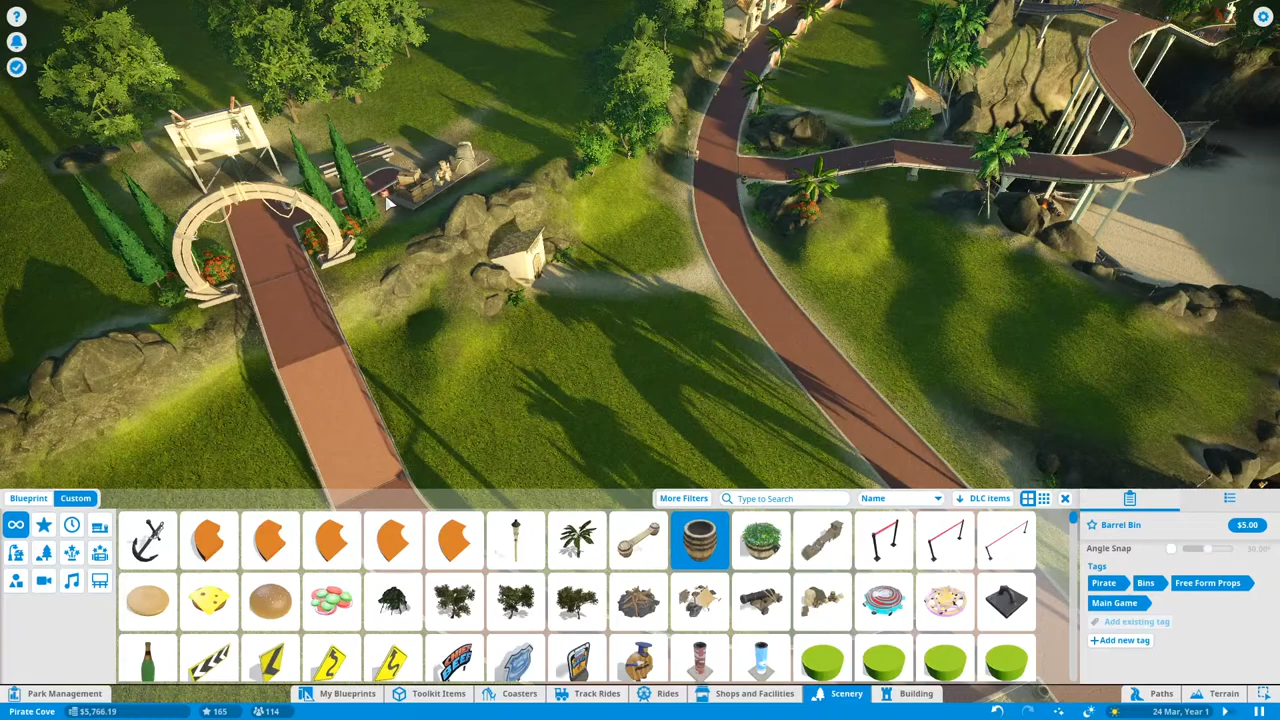 Blueprint Custom More Filters Type to Search Name DLC items
Barrel Bin $5.00
Angle Snap 30.00°
Tags
Pirate Bins Free Form Props
Main Game
Add existing tag
+Add new tag
Park Management My Blueprints Toolkit Items Coasters Track Rides Rides Shops and Facilities Scenery Building Paths Terrain
Pirate Cove $5,766.19 165 114 24 Mar, Year 1